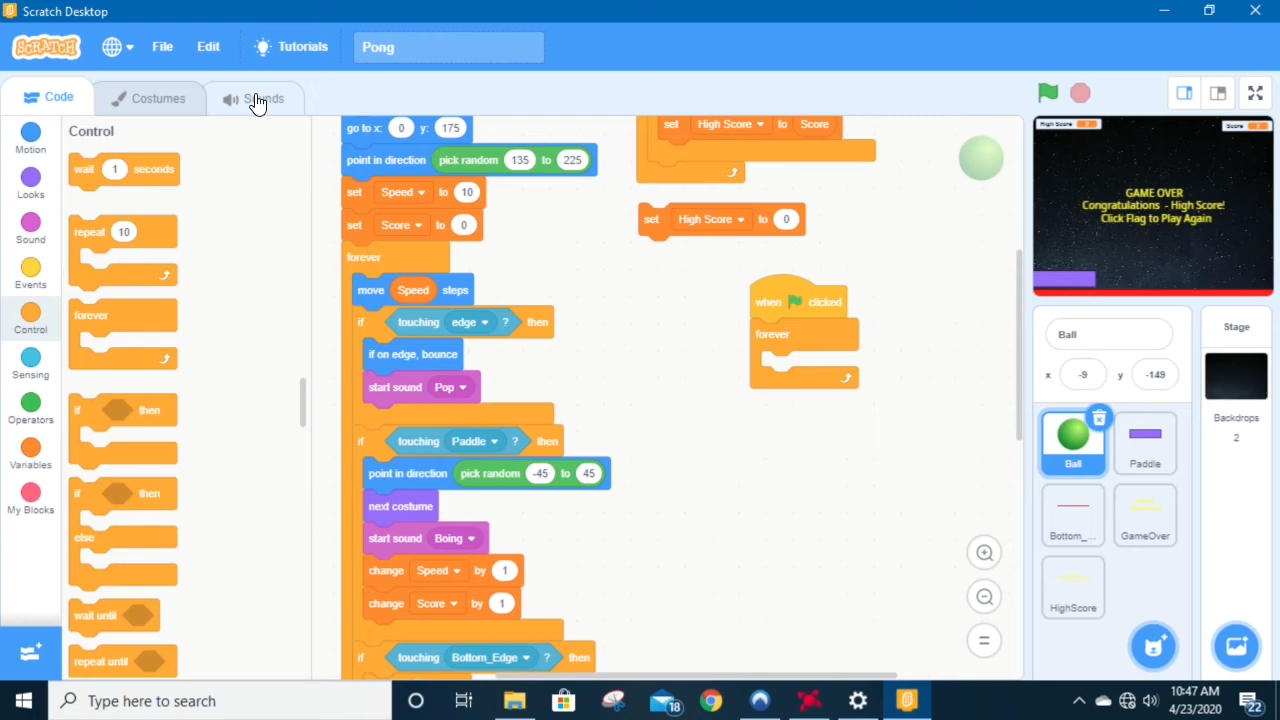 Scratch Desktop
SCRATCH File Edit Tutorials Pong
Code Costumes Sounds
Motion
Looks
Sound
Events
Control
Sensing
Operators
Variables
My Blocks
Control
wait 1 seconds
repeat 10
forever
if then
if then
else
wait until
repeat until
go to x: 0 y: 175
point in direction pick random 135 to 225
set Speed to 10
set Score to 0
forever
move Speed steps
if touching edge ? then
if on edge, bounce
start sound Pop
if touching Paddle ? then
point in direction pick random -45 to 45
next costume
start sound Boing
change Speed by 1
change Score by 1
if touching Bottom_Edge ? then
set High Score to Score
set High Score to 0
when clicked
forever
High Score Score
GAME OVER
Congratulations - High Score!
Click Flag to Play Again
Ball
x -9 y -149
Ball Paddle
Bottom_... GameOver
HighScore
Stage
Backdrops
2
Type here to search
18
10:47 AM
4/23/2020
22